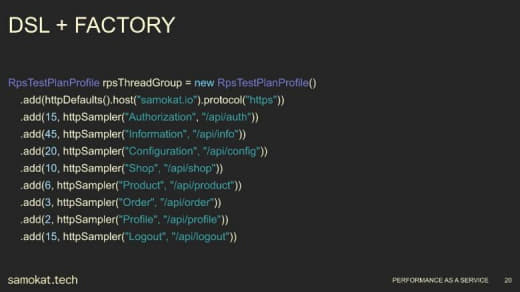 DSL + FACTORY
RpsTestPlanProfile rpsThreadGroup = new RpsTestPlanProfile()
.add(httpDefaults().host("samokat.io").protocol("https"))
.add(15, httpSampler("Authorization", "/api/auth"))
.add(45, httpSampler("Information", "/api/info"))
.add(20, httpSampler("Configuration", "/api/config"))
.add(10, httpSampler("Shop", "/api/shop"))
.add(6, httpSampler("Product", "/api/product"))
.add(3, httpSampler("Order", "/api/order"))
.add(2, httpSampler("Profile", "/api/profile"))
.add(15, httpSampler("Logout", "/api/logout"))
samokat.tech
PERFORMANCE AS A SERVICE 20